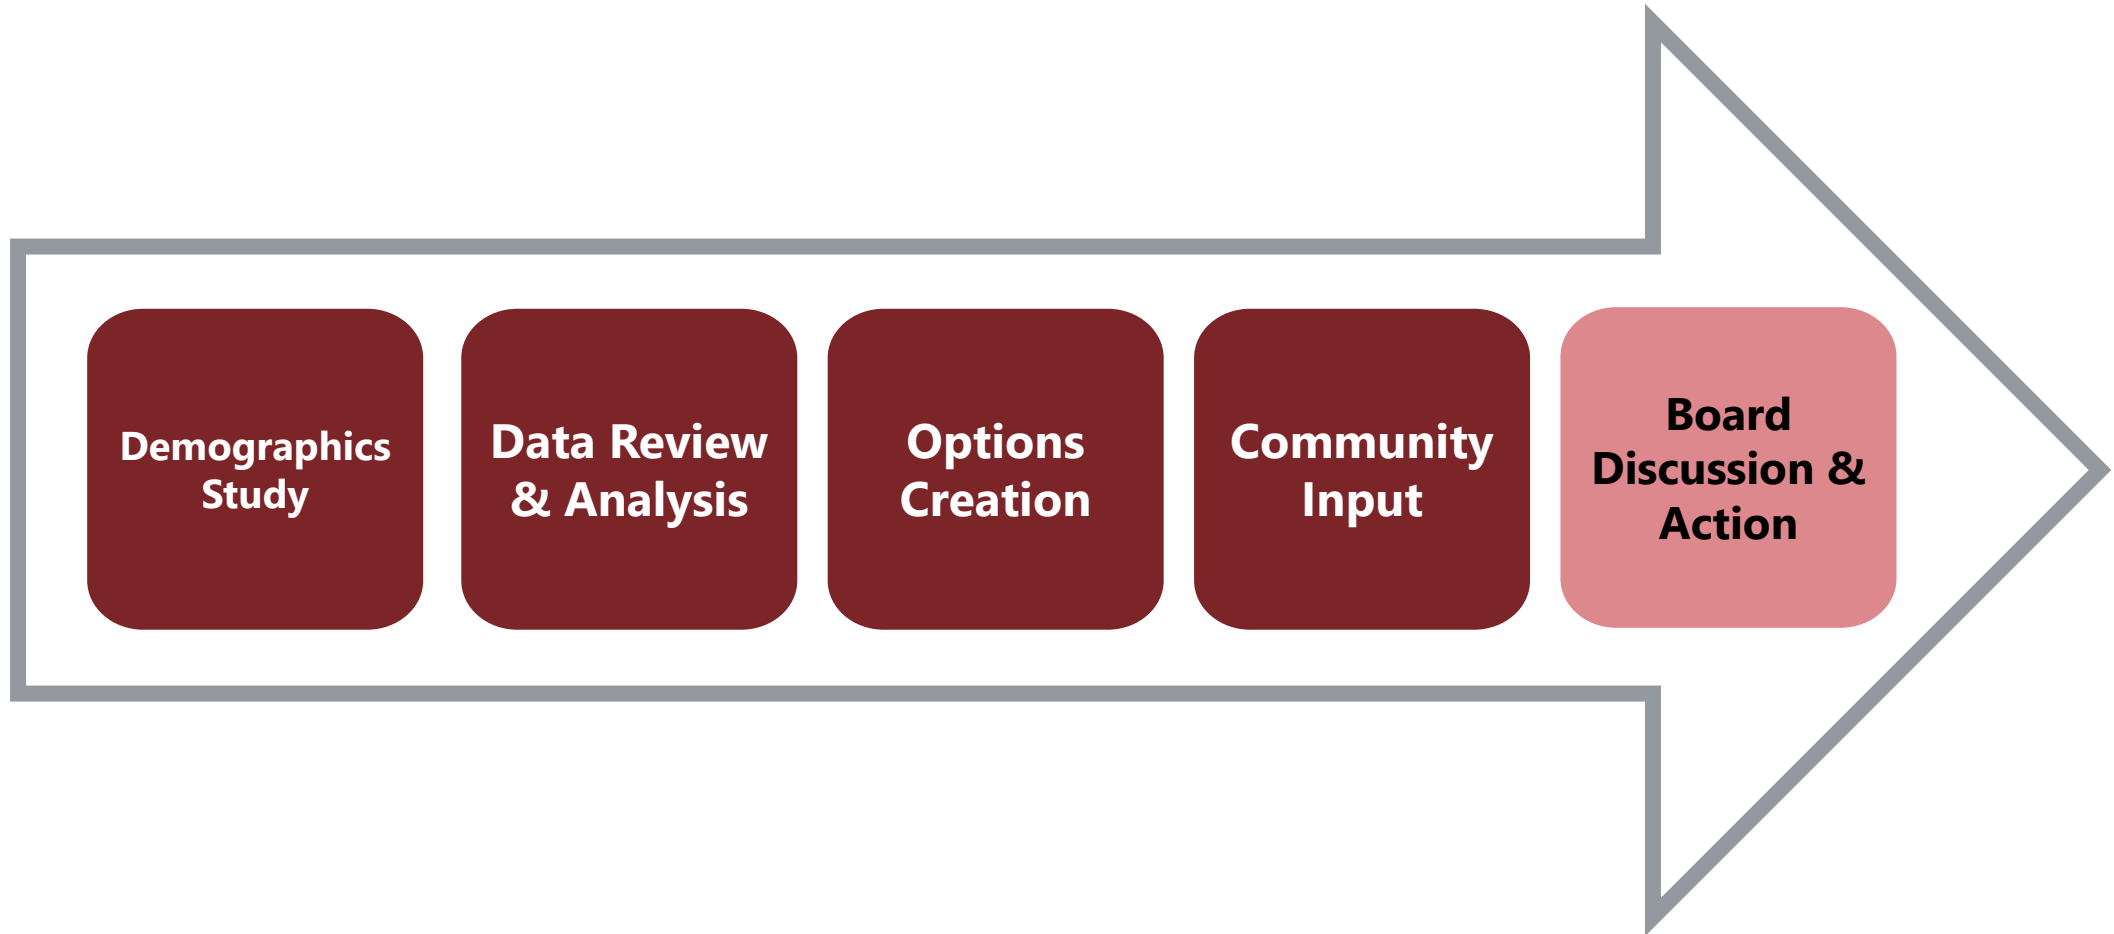 Demographics
Study
Data Review
& Analysis
Options
Creation
Community
Input
Board
Discussion &
Action